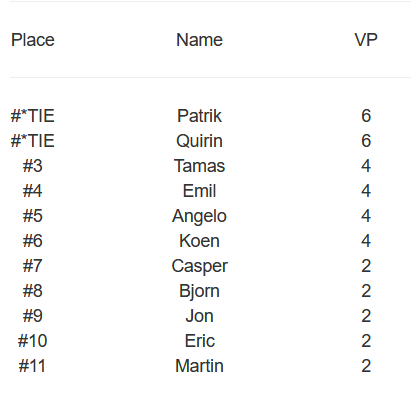 Place Name VP
#*TIE Patrik 6
#*TIE Quirin 6
#3 Tamas 4
#4 Emil 4
#5 Angelo 4
#6 Koen 4
#7 Casper 2
#8 Bjorn 2
#9 Jon 2
#10 Eric 2
#11 Martin 2